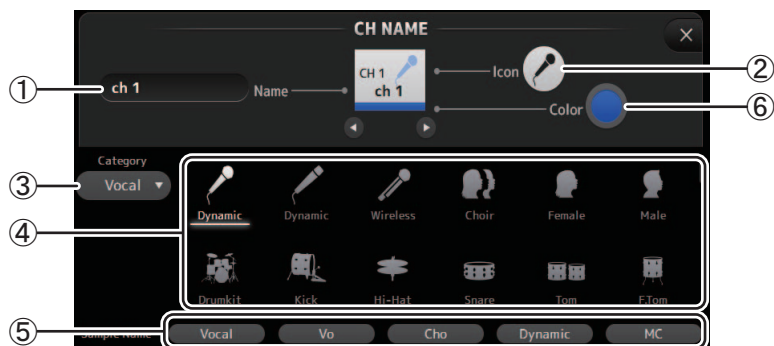 CH NAME
×
①
ch 1
Name
CH 1
ch 1
Icon
②
Color
⑥
Category
③
Vocal
④
Dynamic Dynamic Wireless Choir Female Male
Drumkit Kick Hi-Hat Snare Tom F.Tom
⑤
Sample Name
Vocal Vo Cho Dynamic MC